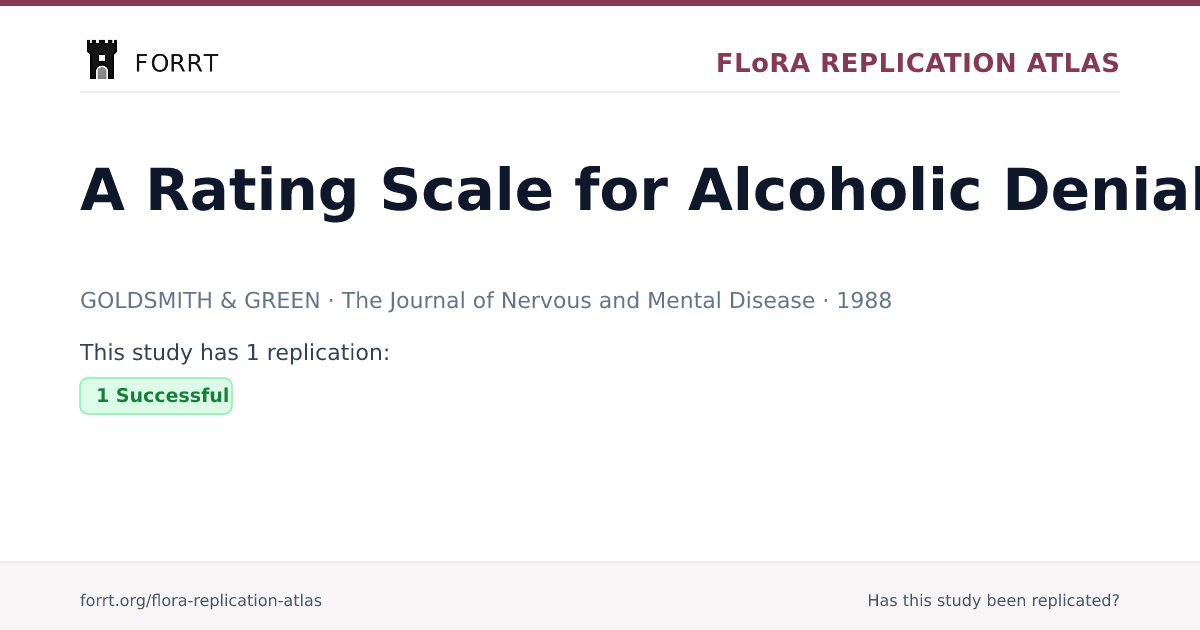 FORRT
FLoRA REPLICATION ATLAS
A Rating Scale for Alcoholic Denial
GOLDSMITH & GREEN · The Journal of Nervous and Mental Disease · 1988
This study has 1 replication:
1 Successful
forrt.org/flora-replication-atlas
Has this study been replicated?